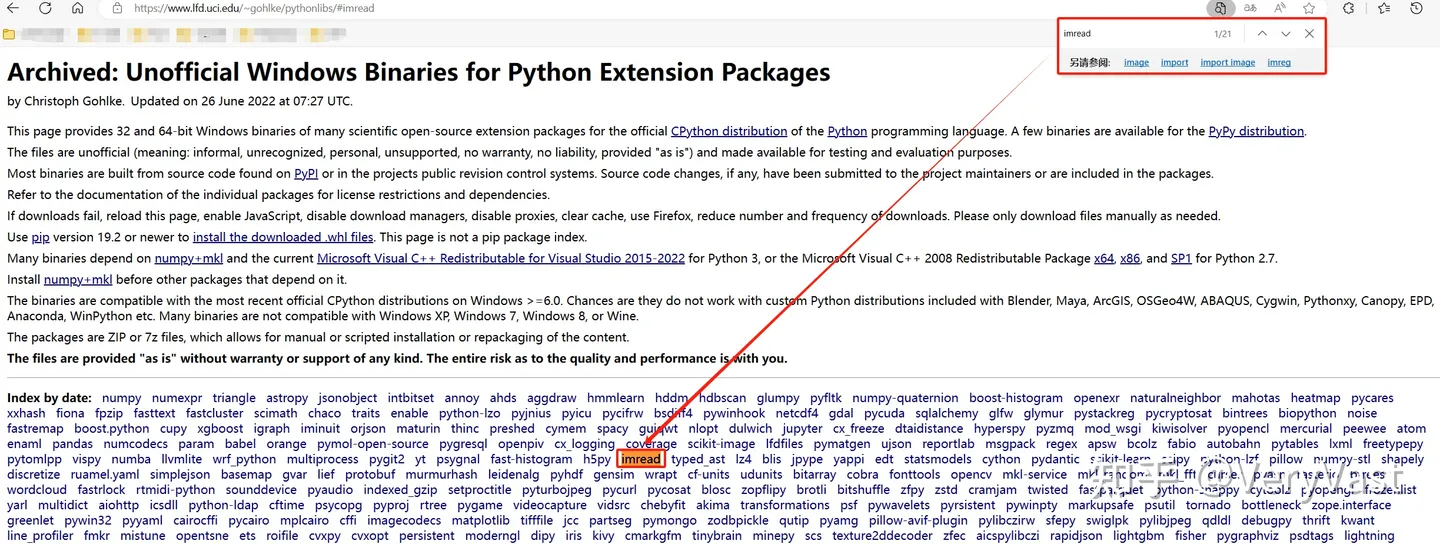 https://www.lfd.uci.edu/~gohlke/pythonlibs/#imread
imread 1/21
另请参阅: image import import image imreg
Archived: Unofficial Windows Binaries for Python Extension Packages
by Christoph Gohlke. Updated on 26 June 2022 at 07:27 UTC.
This page provides 32 and 64-bit Windows binaries of many scientific open-source extension packages for the official CPython distribution of the Python programming language. A few binaries are available for the PyPy distribution.
The files are unofficial (meaning: informal, unrecognized, personal, unsupported, no warranty, no liability, provided "as is") and made available for testing and evaluation purposes.
Most binaries are built from source code found on PyPI or in the projects public revision control systems. Source code changes, if any, have been submitted to the project maintainers or are included in the packages.
Refer to the documentation of the individual packages for license restrictions and dependencies.
If downloads fail, reload this page, enable JavaScript, disable download managers, disable proxies, clear cache, use Firefox, reduce number and frequency of downloads. Please only download files manually as needed.
Use pip version 19.2 or newer to install the downloaded .whl files. This page is not a pip package index.
Many binaries depend on numpy+mkl and the current Microsoft Visual C++ Redistributable for Visual Studio 2015-2022 for Python 3, or the Microsoft Visual C++ 2008 Redistributable Package x64, x86, and SP1 for Python 2.7.
Install numpy+mkl before other packages that depend on it.
The binaries are compatible with the most recent official CPython distributions on Windows >=6.0. Chances are they do not work with custom Python distributions included with Blender, Maya, ArcGIS, OSGeo4W, ABAQUS, Cygwin, Pythonxy, Canopy, EPD,
Anaconda, WinPython etc. Many binaries are not compatible with Windows XP, Windows 7, Windows 8, or Wine.
The packages are ZIP or 7z files, which allows for manual or scripted installation or repackaging of the content.
The files are provided "as is" without warranty or support of any kind. The entire risk as to the quality and performance is with you.
Index by date: numpy numexpr triangle astropy jsonobject intbitset annoy ahds aggdraw hmmlearn hddm hdbscan glumpy pyfltk numpy-quaternion boost-histogram openexr naturalneighbor mahotas heatmap pycares
xxhash fiona fpzip fasttext fastcluster scimath chaco traits enable python-lzo pyjnius pyicu pycifrw bsdiff4 pywinhook netcdf4 gdal pycuda sqlalchemy glfw glymur pystackreg pycryptosat bintrees biopython noise
fastremap boost.python cupy xgboost igraph iminuit orjson maturin thinc preshed cymem spacy guiqwt nlopt dulwich jupyter cx_freeze dtaidistance hyperspy pyzmq mod_wsgi kiwisolver pyopencl mercurial peewee atom
enaml pandas numcodecs param babel orange pymol-open-source pygresql openpiv cx_logging coverage scikit-image lfdfiles pymatgen ujson reportlab msgpack regex apsw bcolz fabio autobahn pytables lxml freetypepy
pytomlpp vispy numba llvmlite wrf_python multiprocess pygit2 yt psygnal fast-histogram h5py imread typed_ast lz4 blis jpype yappi edt statsmodels cython pydantic scikit-learn scipy python-lzf pillow numpy-stl shapely
discretize ruamel.yaml simplejson basemap gvar lief protobuf murmurhash leidenalg pyhdf gensim wrapt cf-units udunits bitarray cobra fonttools opencv mkl-service mkl_random mkl_fft
wordcloud fastrlock rtmidi-python sounddevice pyaudio indexed_gzip setproctitle pyturbojpeg pycurl pycosat blosc zopflipy brotli bitshuffle zfpy zstd cramjam twisted fastparquet python-snappy cytoolz pyopengl frozenlist
yarl multidict aiohttp icsdll python-ldap cftime psycopg pyproj rtree pygame videocapture vidsrc chebyfit akima transformations psf pywavelets pyrsistent pywinpty markupsafe psutil tornado bottleneck zope.interface
greenlet pywin32 pyyaml cairocffi pycairo mplcairo cffi imagecodecs matplotlib tifffile jcc partseg pymongo zodbpickle qutip pyamg pillow-avif-plugin pylibczirw sfepy swiglpk pylibjpeg qdldl debugpy thrift kwant
line_profiler fmkr mistune opentsne ets roifile cvxpy cvxopt persistent moderngl dipy iris kivy cmarkgfm tinybrain minepy scs texture2ddecoder zfec aicspylibczi rapidjson lightgbm fisher pygraphviz psdtags lightning
知乎 @VeryVast